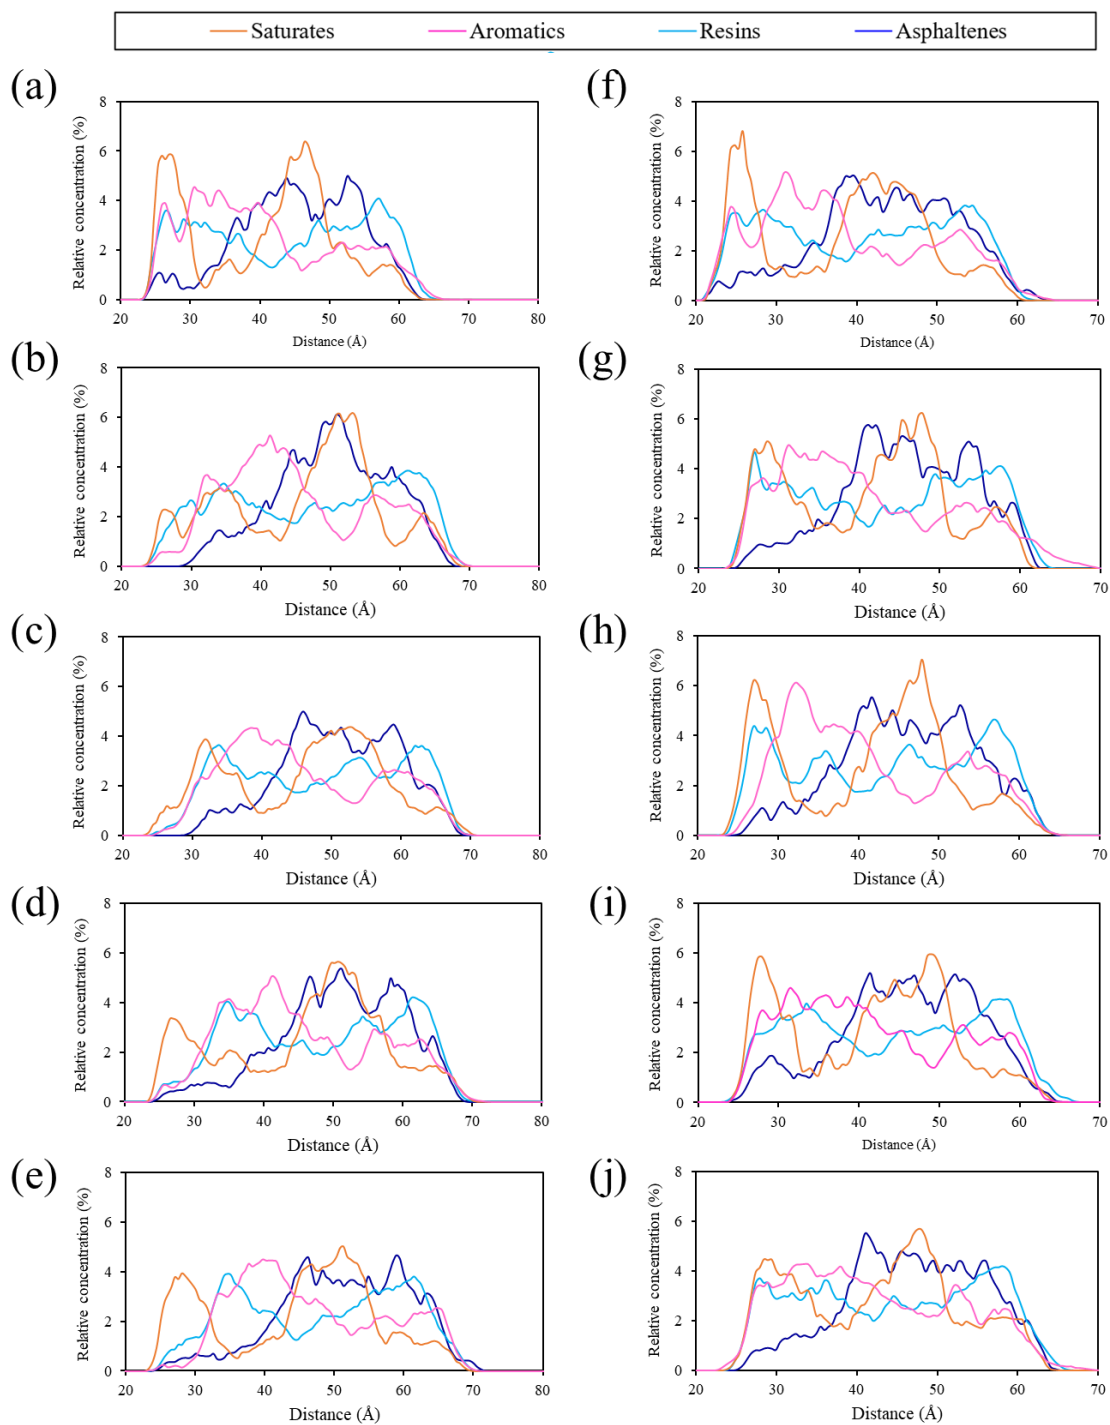 Saturates Aromatics Resins Asphaltenes
(a)
Relative concentration (%)
8
6
4
2
0
20 30 40 50 60 70 80
Distance (Å)
(f)
Relative concentration (%)
8
6
4
2
0
20 30 40 50 60 70
Distance (Å)
(b)
Relative concentration (%)
8
6
4
2
0
20 30 40 50 60 70 80
Distance (Å)
(g)
Relative concentration (%)
8
6
4
2
0
20 30 40 50 60 70
Distance (Å)
(c)
Relative concentration (%)
8
6
4
2
0
20 30 40 50 60 70 80
Distance (Å)
(h)
Relative concentration (%)
8
6
4
2
0
20 30 40 50 60 70
Distance (Å)
(d)
Relative concentration (%)
8
6
4
2
0
20 30 40 50 60 70 80
Distance (Å)
(i)
Relative concentration (%)
8
6
4
2
0
20 30 40 50 60 70
Distance (Å)
(e)
Relative concentration (%)
8
6
4
2
0
20 30 40 50 60 70 80
Distance (Å)
(j)
Relative concentration (%)
8
6
4
2
0
20 30 40 50 60 70
Distance (Å)